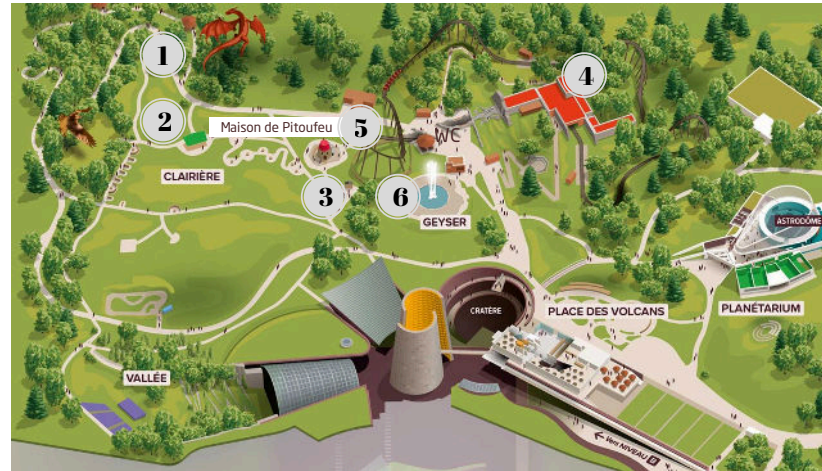 1
4
2
Maison de Pitoufeu
5
WC
CLAIRIÈRE
3
6
GEYSER
ASTRODÔME
CRATÈRE
PLACE DES VOLCANS
PLANÉTARIUM
VALLÉE
← Vers NIVEAU